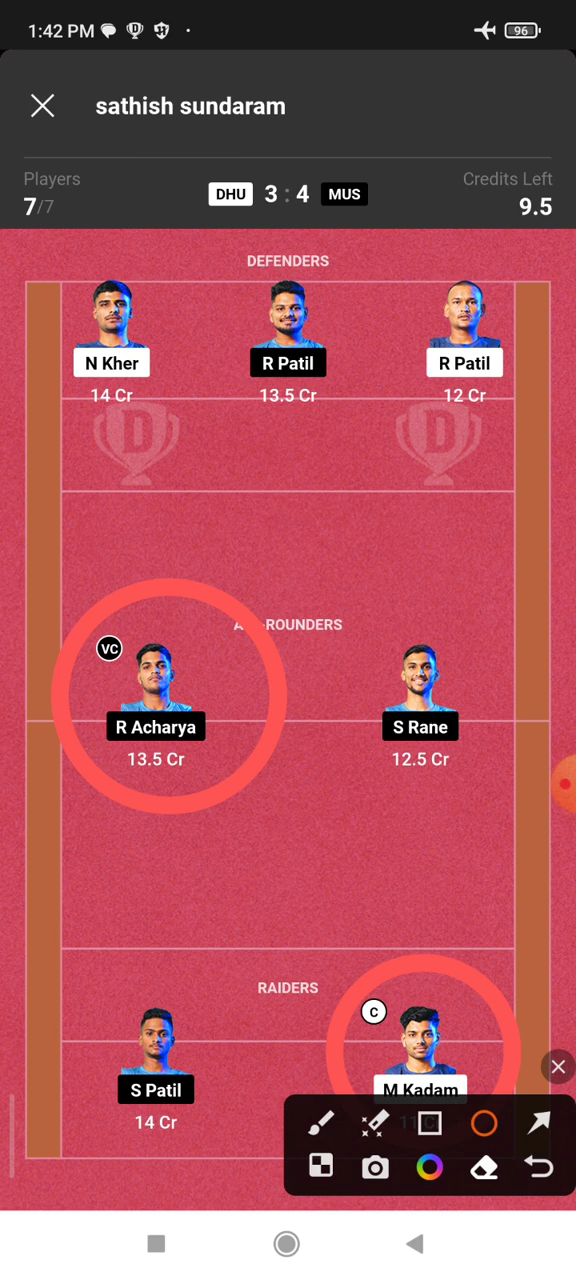 1:42 PM
96
sathish sundaram
Players
7/7
DHU 3 : 4 MUS
Credits Left
9.5
DEFENDERS
N Kher
14 Cr
R Patil
13.5 Cr
R Patil
12 Cr
D
D
ROUNDERS
VC
R Acharya
13.5 Cr
S Rane
12.5 Cr
RAIDERS
S Patil
14 Cr
C
M Kadam